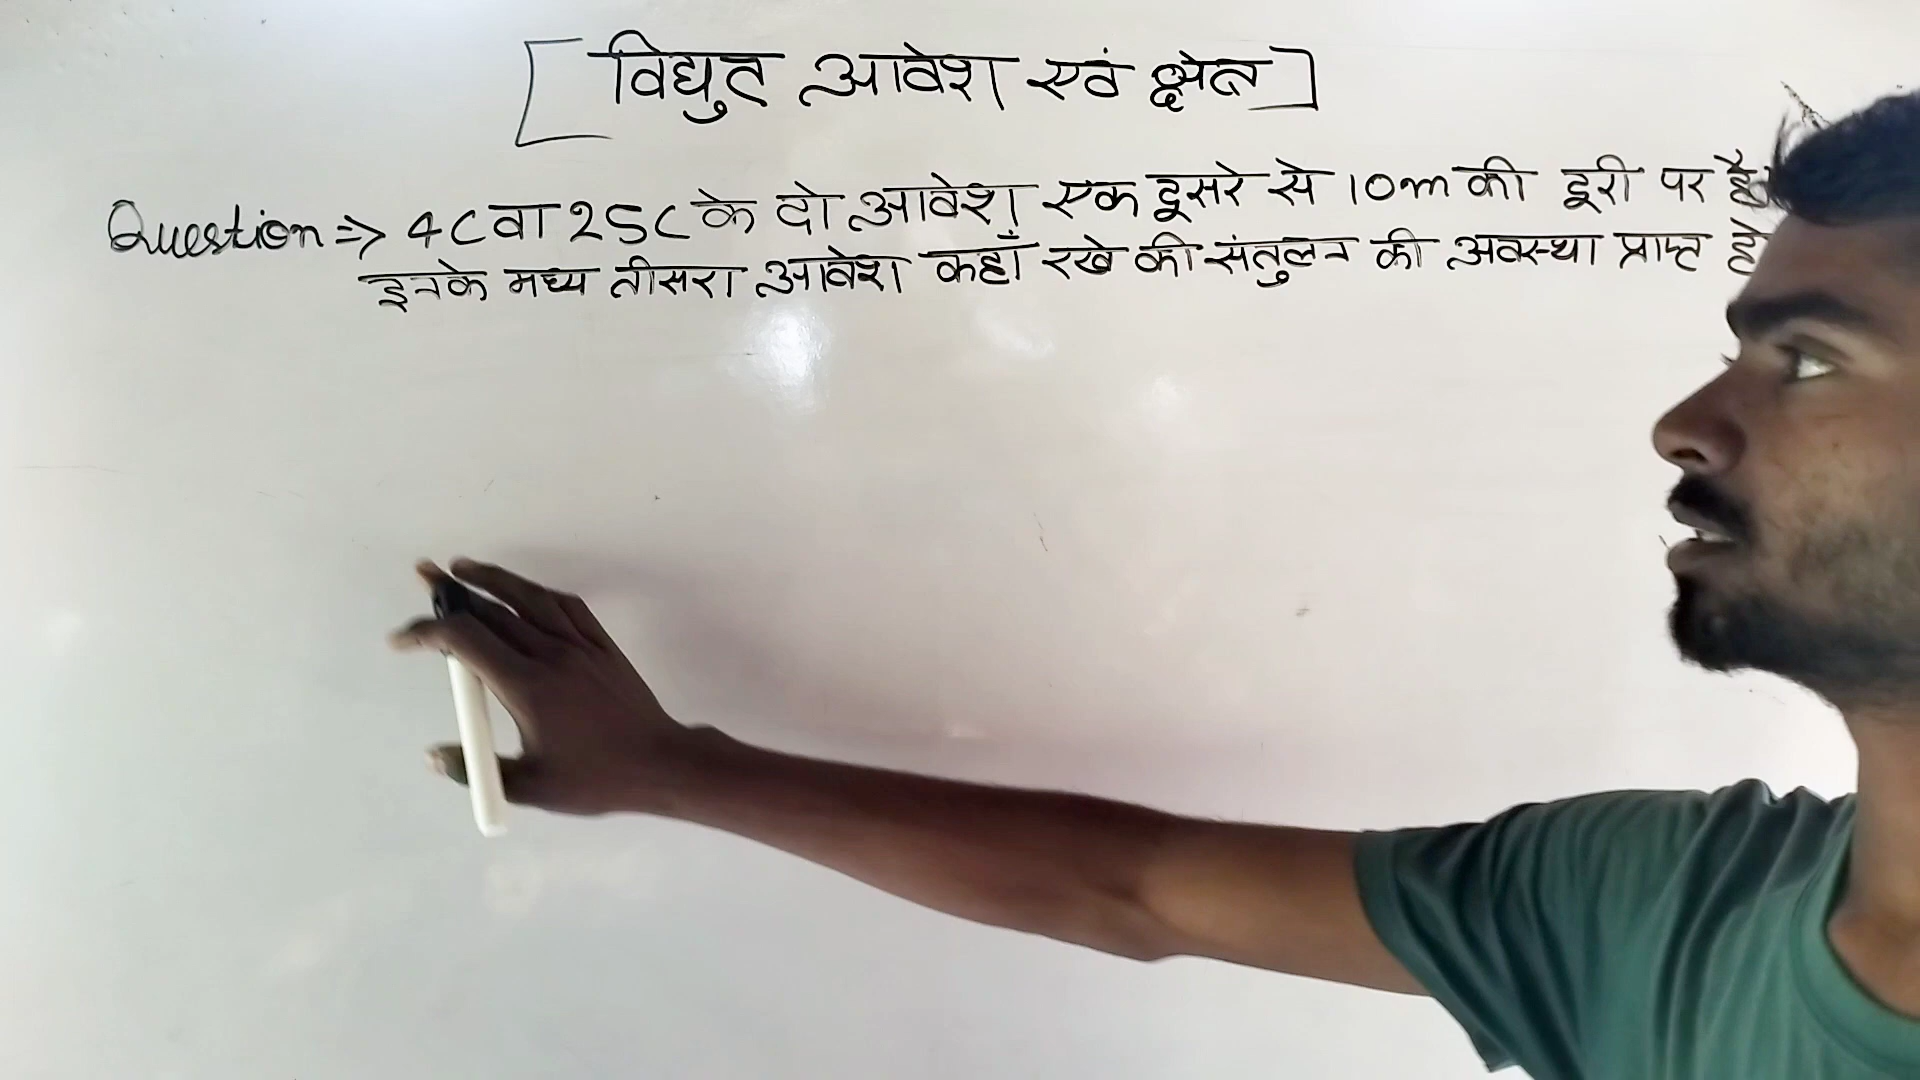 [विद्युत आवेश एवं क्षेत्र]
Question => 4C वा 25C के दो आवेश एक दूसरे से 10m की दूरी पर है
इनके मध्य तीसरा आवेश कहाँ रखे की संतुलन की अवस्था प्राप्त हो